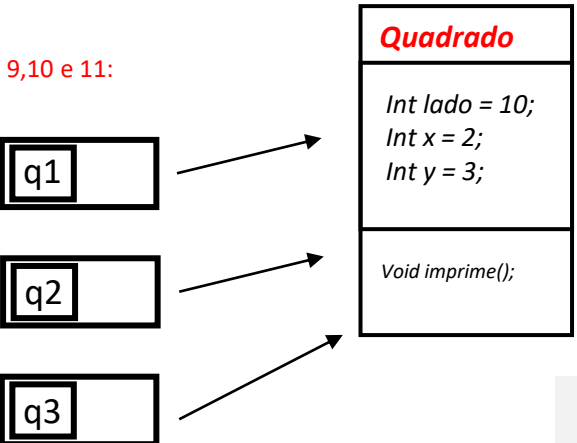 Quadrado
9,10 e 11:
Int lado = 10;
Int x = 2;
Int y = 3;
q1
Void imprime();
q2
q3